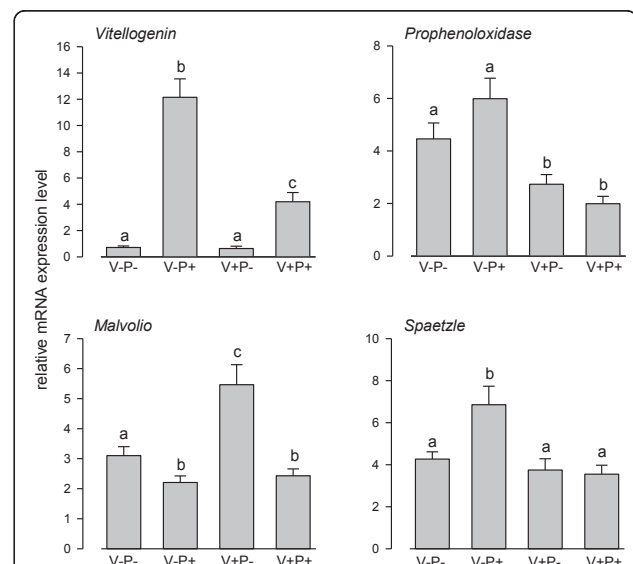 Vitellogenin
16
14
12
10
8
6
4
2
0
a
b
a
c
V-P- V-P+ V+P- V+P+
Prophenoloxidase
8
6
4
2
0
a
a
b
b
V-P- V-P+ V+P- V+P+
relative mRNA expression level
Malvolio
7
6
5
4
3
2
1
0
a
b
c
b
V-P- V-P+ V+P- V+P+
Spaetzle
10
8
6
4
2
0
a
b
a
a
V-P- V-P+ V+P- V+P+